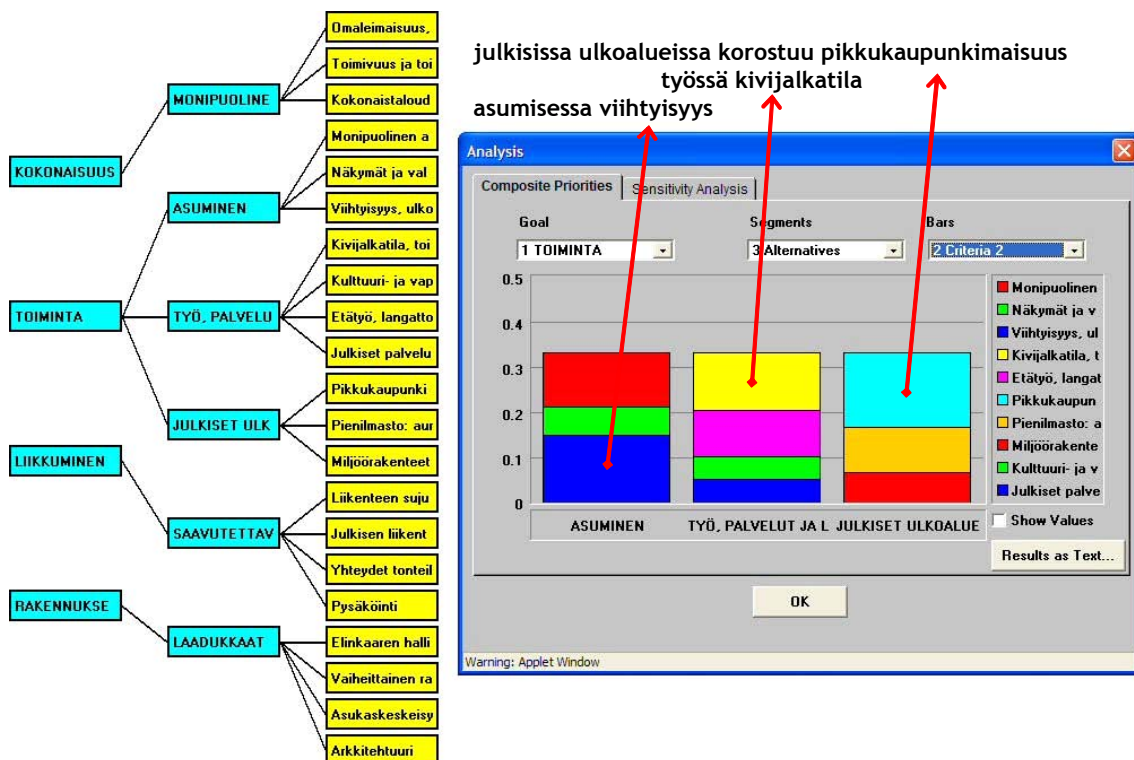 KOKONAISUUS
TOIMINTA
LIIKKUMINEN
RAKENNUKSE
MONIPUOLINE
ASUMINEN
TYÖ, PALVELU
JULKISET ULK
SAAVUTETTAV
LAADUKKAAT
Omaleimaisuus,
Toimivuus ja toi
Kokonaistaloud
Monipuolinen a
Näkymät ja val
Viihtyisyys, ulko
Kivijalkatila, toi
Kulttuuri- ja vap
Etätyö, langatto
Julkiset palvelu
Pikkukaupunki
Pienilmasto: aur
Miljöörakenteet
Liikenteen suju
Julkisen liikent
Yhteydet tonteil
Pysäköinti
Elinkaaren halli
Vaiheittainen ra
Asukaskeskeisy
Arkkitehtuuri
julkisissa ulkoalueissa korostuu pikkukaupunkimaisuus
työssä kivijalkatila
asumisessa viihtyisyys
Analysis
Composite Priorities Sensitivity Analysis
Goal Segments Bars
1 TOIMINTA 3 Alternatives 2 Criteria 2
0.5
0.4
0.3
0.2
0.1
0
ASUMINEN TYÖ, PALVELUT JA L JULKISET ULKOALUE
Monipuolinen
Näkymät ja v
Viihtyisyys, ul
Kivijalkatila, t
Etätyö, langat
Pikkukaupun
Pienilmasto: a
Miljöörakente
Kulttuuri- ja v
Julkiset palve
Show Values
Results as Text...
OK
Warning: Applet Window